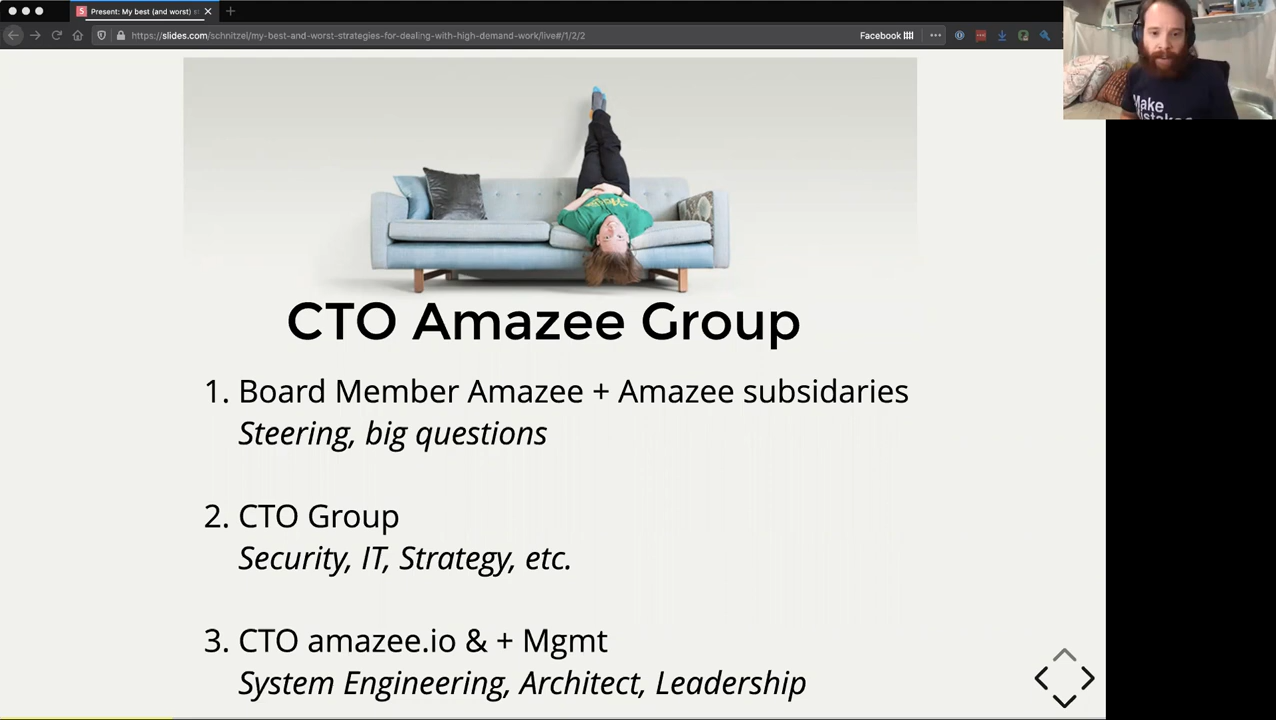 Present: My best (and worst) st
https://slides.com/schnitzel/my-best-and-worst-strategies-for-dealing-with-high-demand-work/live#/1/2/2
Facebook
Make
CTO Amazee Group
1. Board Member Amazee + Amazee subsidaries
Steering, big questions
2. CTO Group
Security, IT, Strategy, etc.
3. CTO amazee.io & + Mgmt
System Engineering, Architect, Leadership